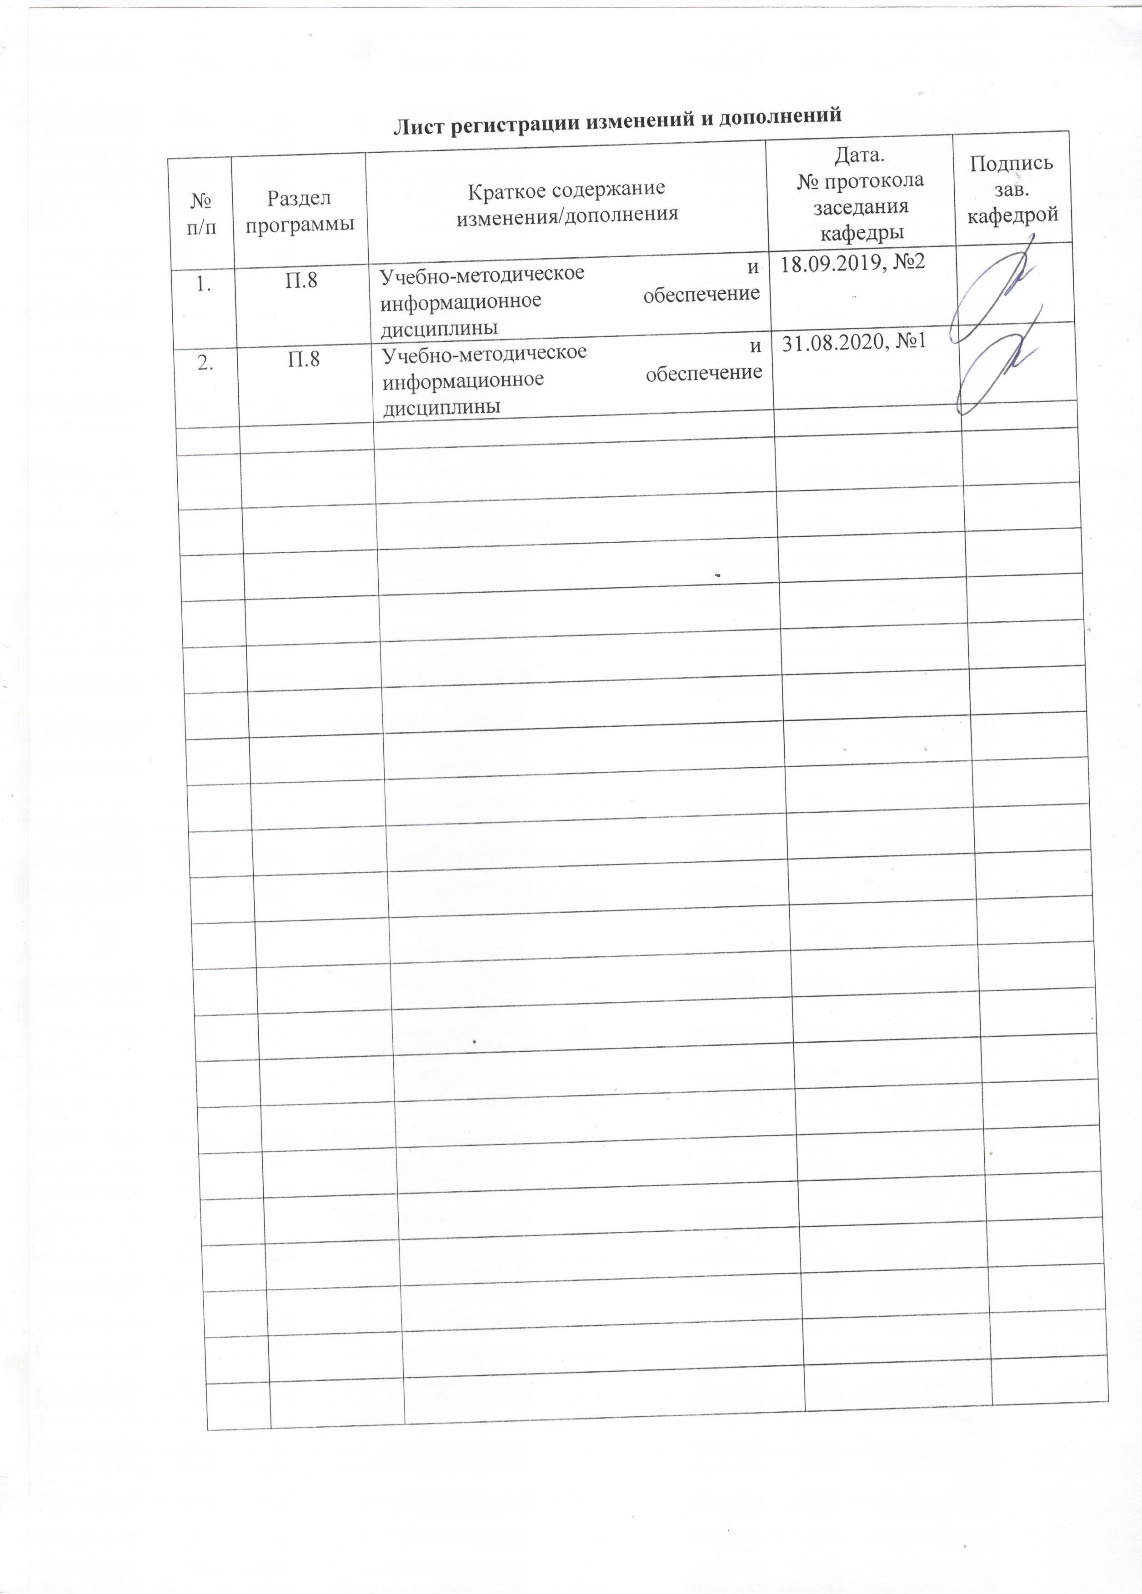 Лист регистрации изменений и дополнений
№
п/п
Раздел
программы
Краткое содержание
изменения/дополнения
Дата.
№ протокола
заседания
кафедры
Подпись
зав.
кафедрой
1.
П.8
Учебно-методическое и
информационное обеспечение
дисциплины
18.09.2019, №2
2.
П.8
Учебно-методическое и
информационное обеспечение
дисциплины
31.08.2020, №1